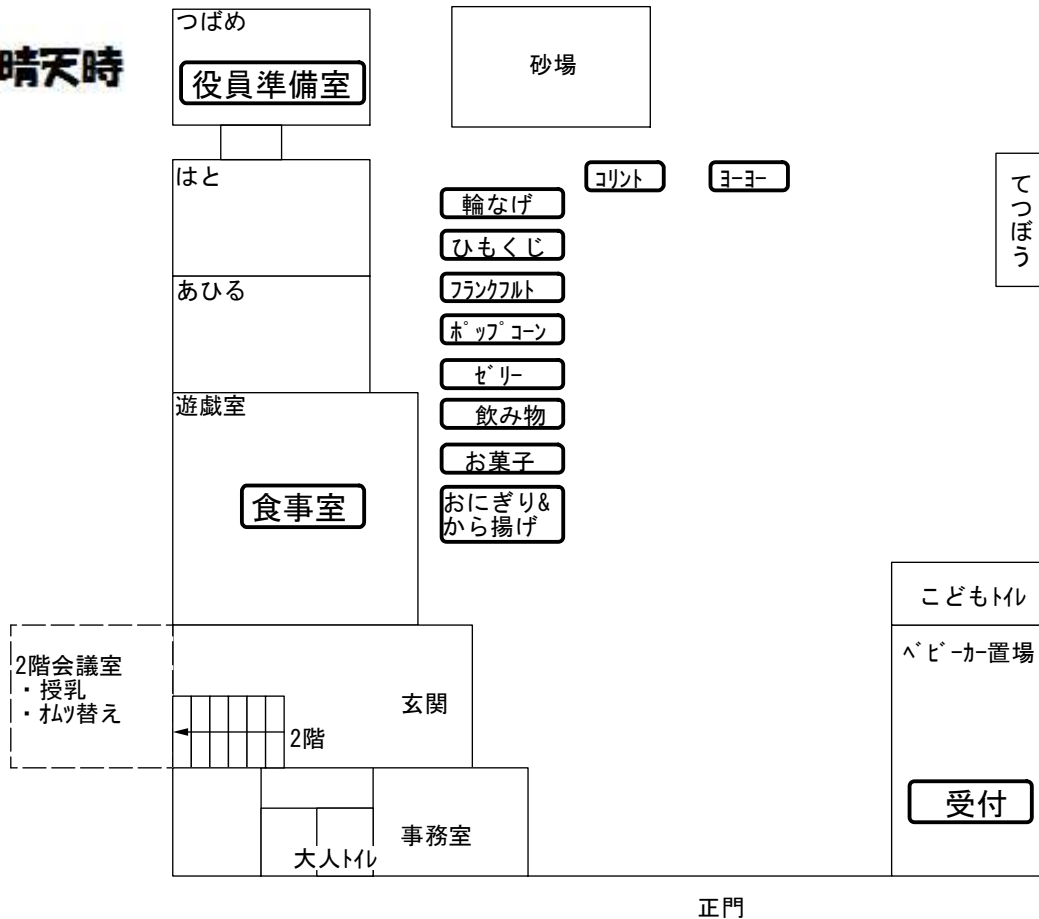 晴天時
つばめ
役員準備室
砂場
はと
コリント
ヨーヨー
てつぼう
輪なげ
ひもくじ
あひる
フランクフルト
ポップコーン
ゼリー
遊戯室
飲み物
お菓子
食事室
おにぎり&
から揚げ
こどもトイレ
ベビーカー置場
2階会議室
・授乳
・オムツ替え
玄関
2階
受付
事務室
大人トイレ
正門